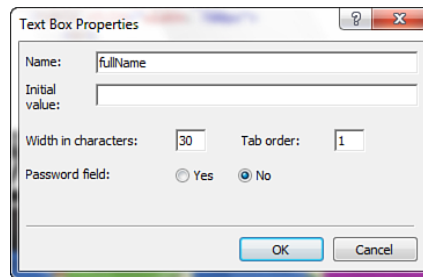 Text Box Properties
Name: fullName
Initial
value:
Width in characters: 30 Tab order: 1
Password field: Yes No
OK Cancel